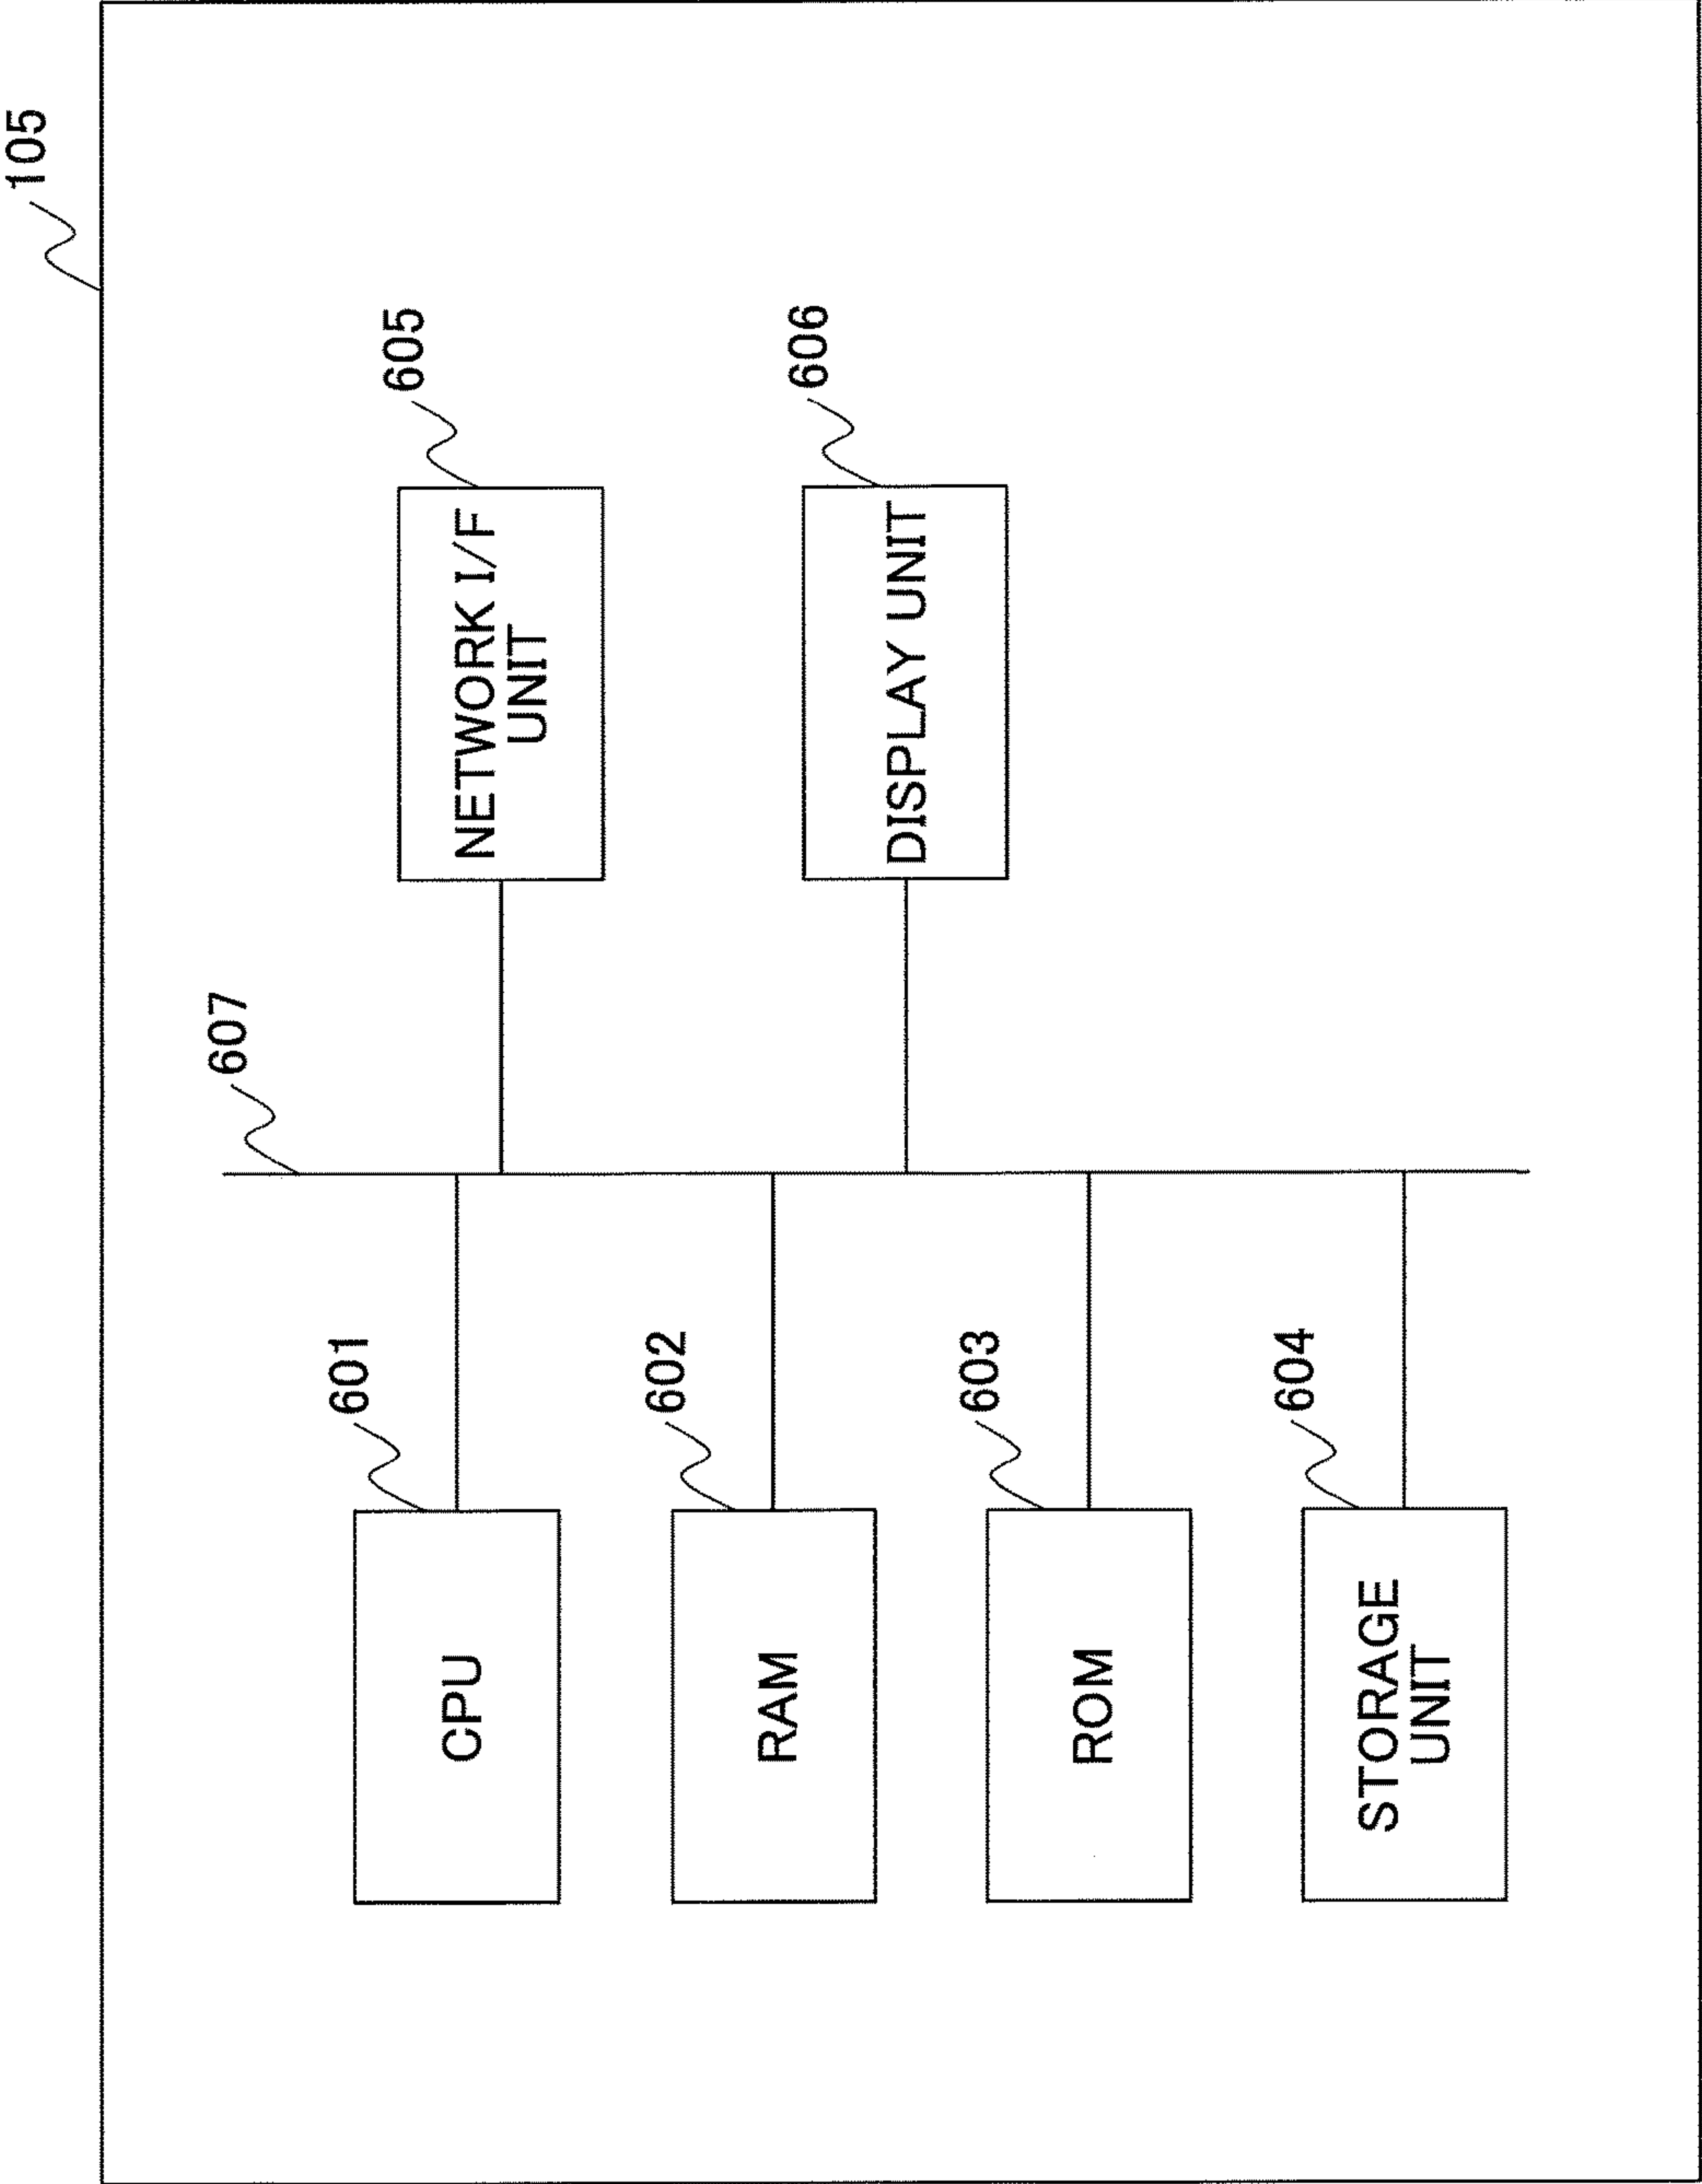 105
607
601
CPU
605
NETWORK I/F
UNIT
602
RAM
606
DISPLAY UNIT
603
ROM
604
STORAGE
UNIT